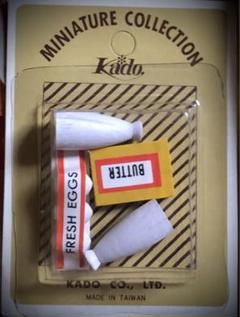 MINIATURE COLLECTION
Kado.
BUTTER
FRESH EGGS
KADO CO., LTD.
MADE IN TAIWAN